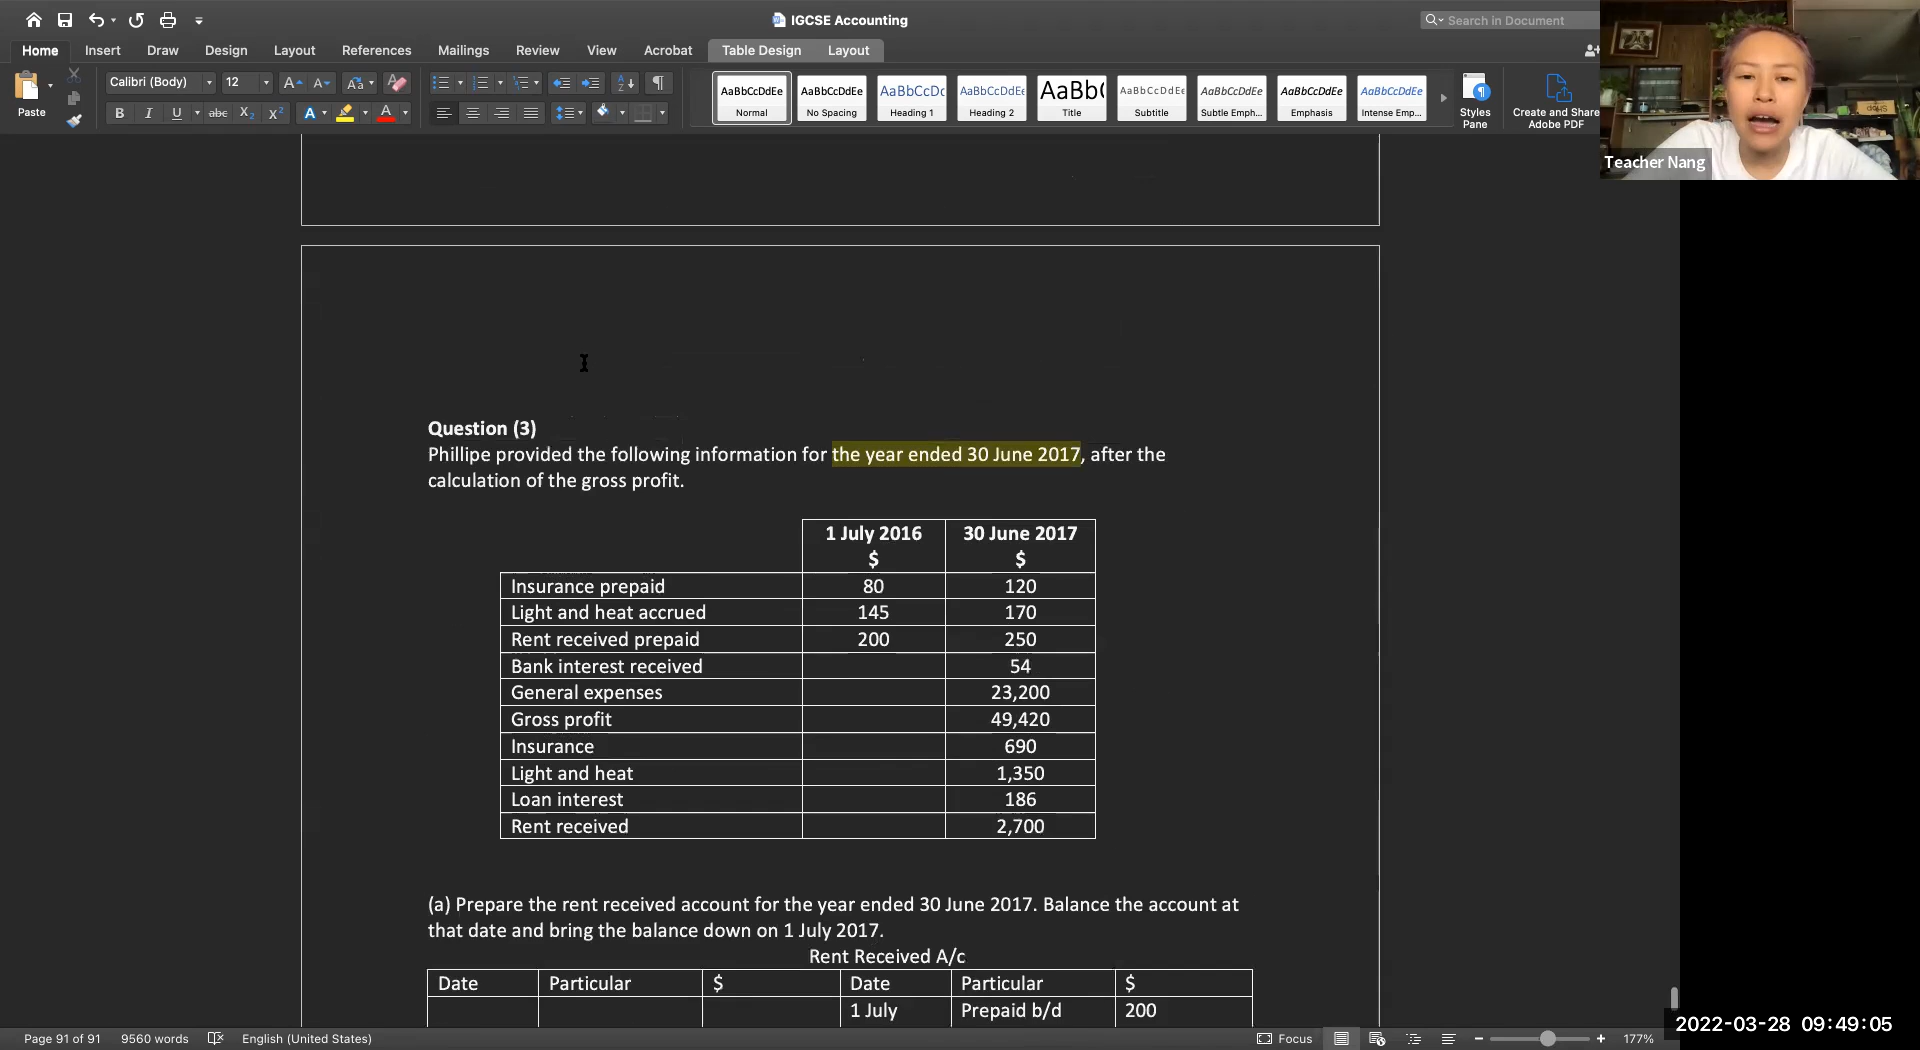 IGCSE Accounting
Search in Document
Home Insert Draw Design Layout References Mailings Review View Acrobat Table Design Layout
Paste
Calibri (Body) 12
AaBbCcDdEe AaBbCcDdEe AaBbCcDc AaBbCcDdEe AaBb( AaBbCcDdEe AaBbCcDdEe AaBbCcDdEe AaBbCcDdEe
Normal No Spacing Heading 1 Heading 2 Title Subtitle Subtle Emph... Emphasis Intense Emp...
Styles Pane
Create and Share Adobe PDF
Teacher Nang
Question (3)
Phillipe provided the following information for the year ended 30 June 2017, after the
calculation of the gross profit.
1 July 2016 30 June 2017
$ $
Insurance prepaid 80 120
Light and heat accrued 145 170
Rent received prepaid 200 250
Bank interest received 54
General expenses 23,200
Gross profit 49,420
Insurance 690
Light and heat 1,350
Loan interest 186
Rent received 2,700
(a) Prepare the rent received account for the year ended 30 June 2017. Balance the account at
that date and bring the balance down on 1 July 2017.
Rent Received A/c
Date Particular $ Date Particular $
1 July Prepaid b/d 200
Page 91 of 91 9560 words English (United States) Focus 177%
2022-03-28 09:49:05